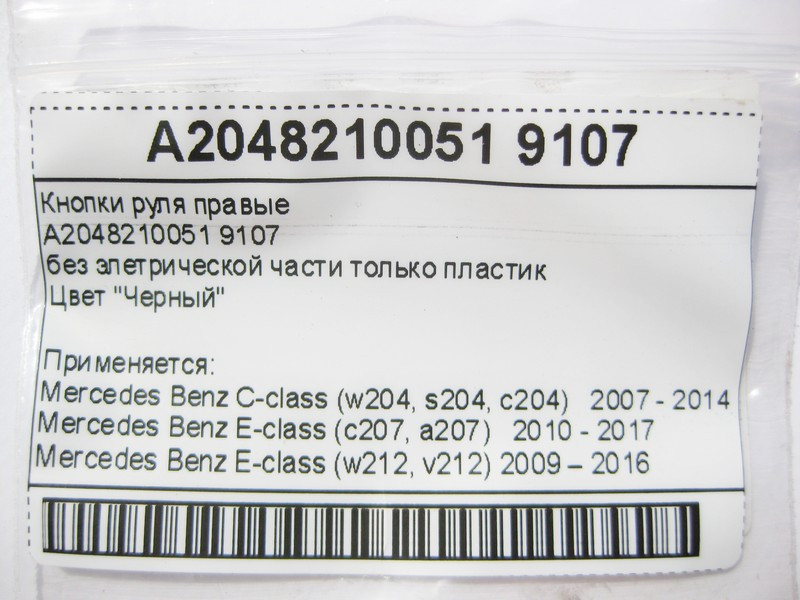 A2048210051 9107
Кнопки руля правые
A2048210051 9107
без элетрической части только пластик
Цвет "Черный"
Применяется:
Mercedes Benz C-class (w204, s204, c204) 2007 - 2014
Mercedes Benz E-class (c207, a207) 2010 - 2017
Mercedes Benz E-class (w212, v212) 2009 – 2016